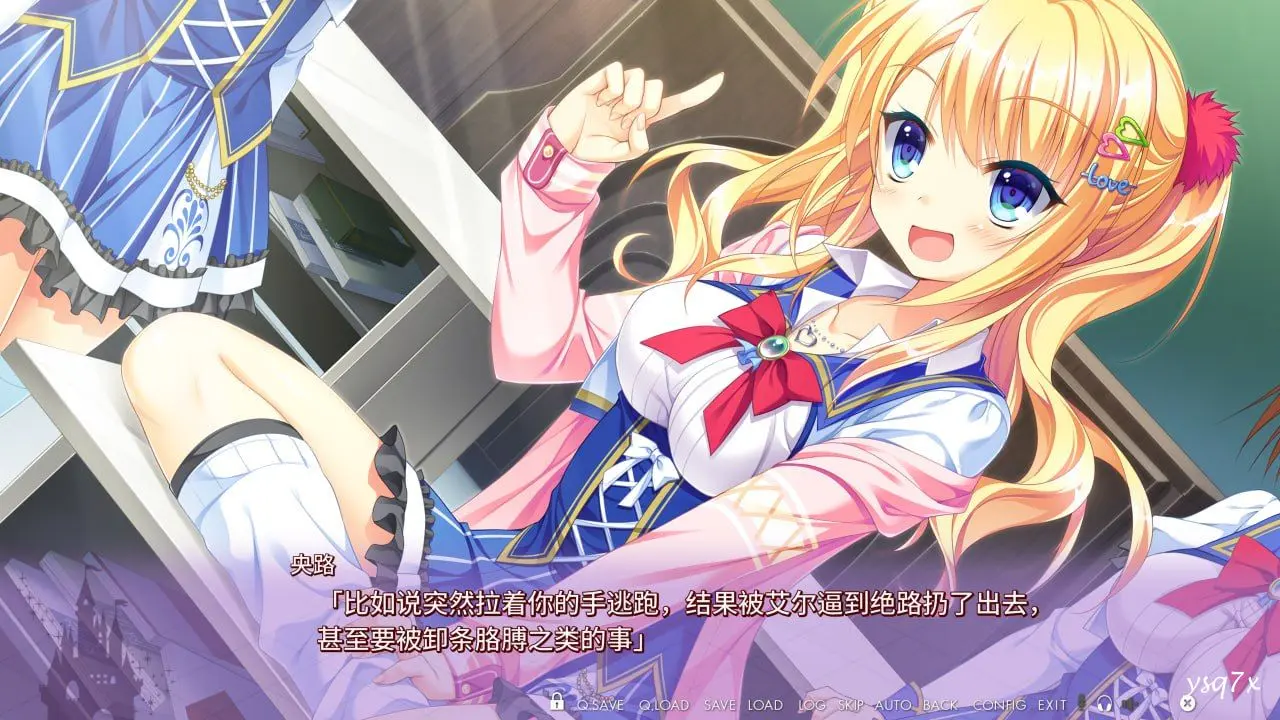 -Love-
央路
「比如说突然拉着你的手逃跑，结果被艾尔逼到绝路扔了出去，
甚至要被卸条胳膊之类的事」
Q.SAVE Q.LOAD SAVE LOAD LOG SKIP AUTO BACK CONFIG EXIT
ysq7x